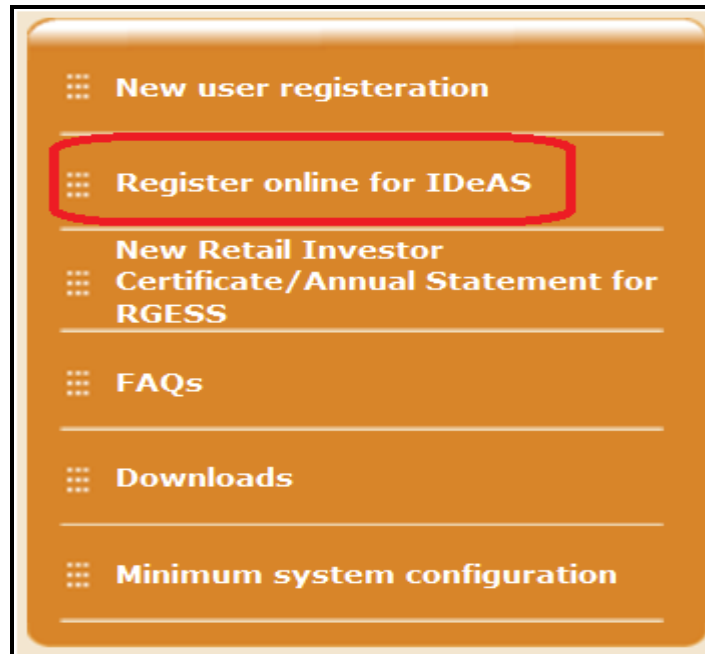 New user registeration
Register online for IDeAS
New Retail Investor
Certificate/Annual Statement for
RGESS
FAQs
Downloads
Minimum system configuration